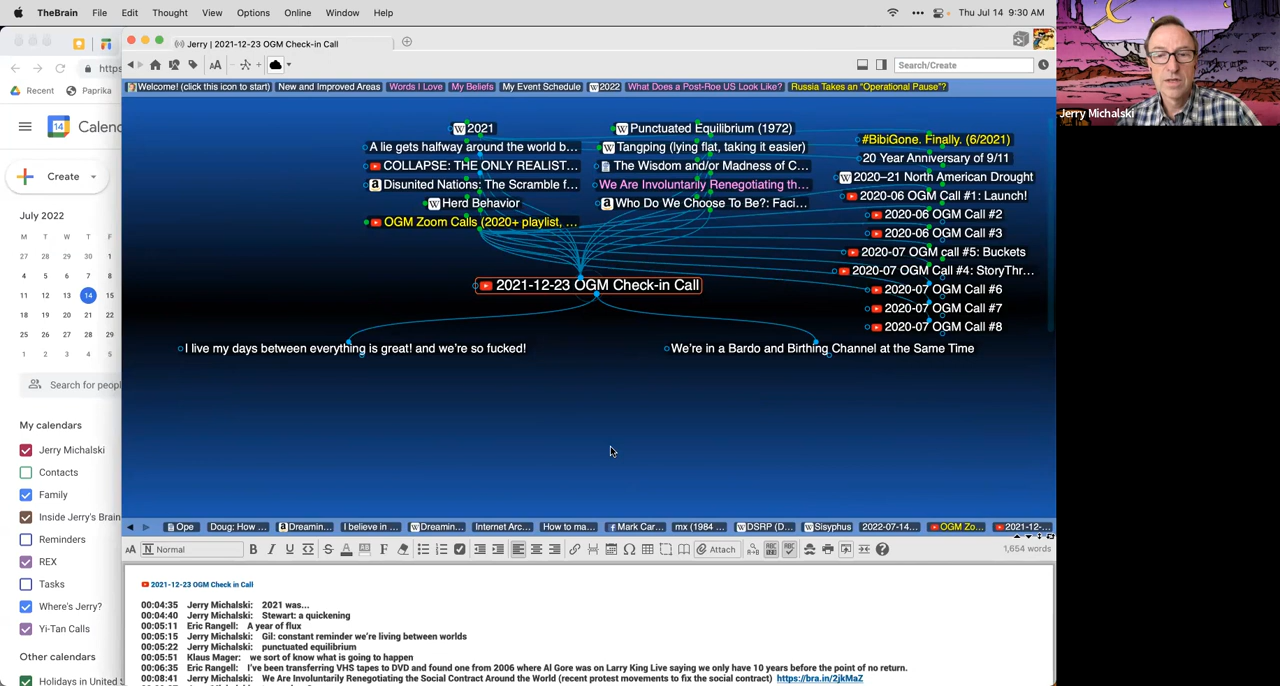 TheBrain File Edit Thought View Options Online Window Help Thu Jul 14 9:30 AM
Jerry | 2021-12-23 OGM Check-in Call
Search/Create
Welcome! (click this icon to start) New and Improved Areas Words I Love My Beliefs My Event Schedule 2022 What Does a Post-Roe US Look Like? Russia Takes an "Operational Pause"?
https
Recent Paprika
14 Calend
Create
July 2022
M T W T F
27 28 29 30 1
4 5 6 7 8
11 12 13 14 15
18 19 20 21 22
25 26 27 28 29
1 2 3 4 5
Search for peopl
My calendars
Jerry Michalski
Contacts
Family
Inside Jerry's Brain
Reminders
REX
Tasks
Where's Jerry?
Yi-Tan Calls
Other calendars
Holidays in United S
2021
A lie gets halfway around the world b...
COLLAPSE: THE ONLY REALIST...
Disunited Nations: The Scramble f...
Herd Behavior
OGM Zoom Calls (2020+ playlist, ...
Punctuated Equilibrium (1972)
Tangping (lying flat, taking it easier)
The Wisdom and/or Madness of C...
We Are Involuntarily Renegotiating th...
Who Do We Choose To Be?: Faci...
#BibiGone. Finally. (6/2021)
20 Year Anniversary of 9/11
2020–21 North American Drought
2020-06 OGM Call #1: Launch!
2020-06 OGM Call #2
2020-06 OGM Call #3
2020-07 OGM call #5: Buckets
2020-07 OGM Call #4: StoryThr...
2020-07 OGM Call #6
2020-07 OGM Call #7
2020-07 OGM Call #8
2021-12-23 OGM Check-in Call
I live my days between everything is great! and we're so fucked!
We're in a Bardo and Birthing Channel at the Same Time
Ope Doug: How ... Dreamin... I believe in ... Dreamin... Internet Arc... How to ma... Mark Car... mx (1984 ... DSRP (D... Sisyphus 2022-07-14... OGM Zo... 2021-12-...
Normal B I U S Attach 1,654 words
2021-12-23 OGM Check in Call
00:04:35 Jerry Michalski: 2021 was...
00:04:40 Jerry Michalski: Stewart: a quickening
00:05:11 Eric Rangell: A year of flux
00:05:15 Jerry Michalski: Gil: constant reminder we're living between worlds
00:05:22 Jerry Michalski: punctuated equilibrium
00:05:51 Klaus Mager: we sort of know what is going to happen
00:06:35 Eric Rangell: I've been transferring VHS tapes to DVD and found one from 2006 where Al Gore was on Larry King Live saying we only have 10 years before the point of no return.
00:08:41 Jerry Michalski: We Are Involuntarily Renegotiating the Social Contract Around the World (recent protest movements to fix the social contract) https://bra.in/2jkMaZ
Jerry Michalski